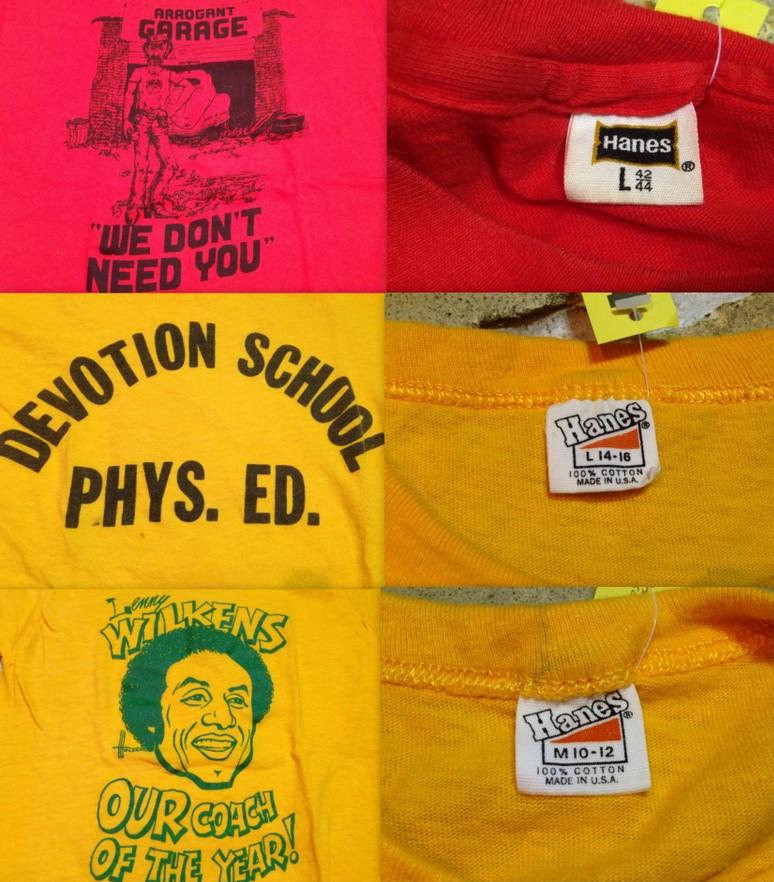 ARROGANT
GARAGE
"WE DON'T
NEED YOU"
Hanes
®
L 42
44
DEVOTION SCHOOL
PHYS. ED.
Hanes®
L 14-16
100% COTTON
MADE IN U.S.A.
Lenny
WILKENS
OUR COACH
OF THE YEAR!
Hanes®
M 10-12
100% COTTON
MADE IN U.S.A.